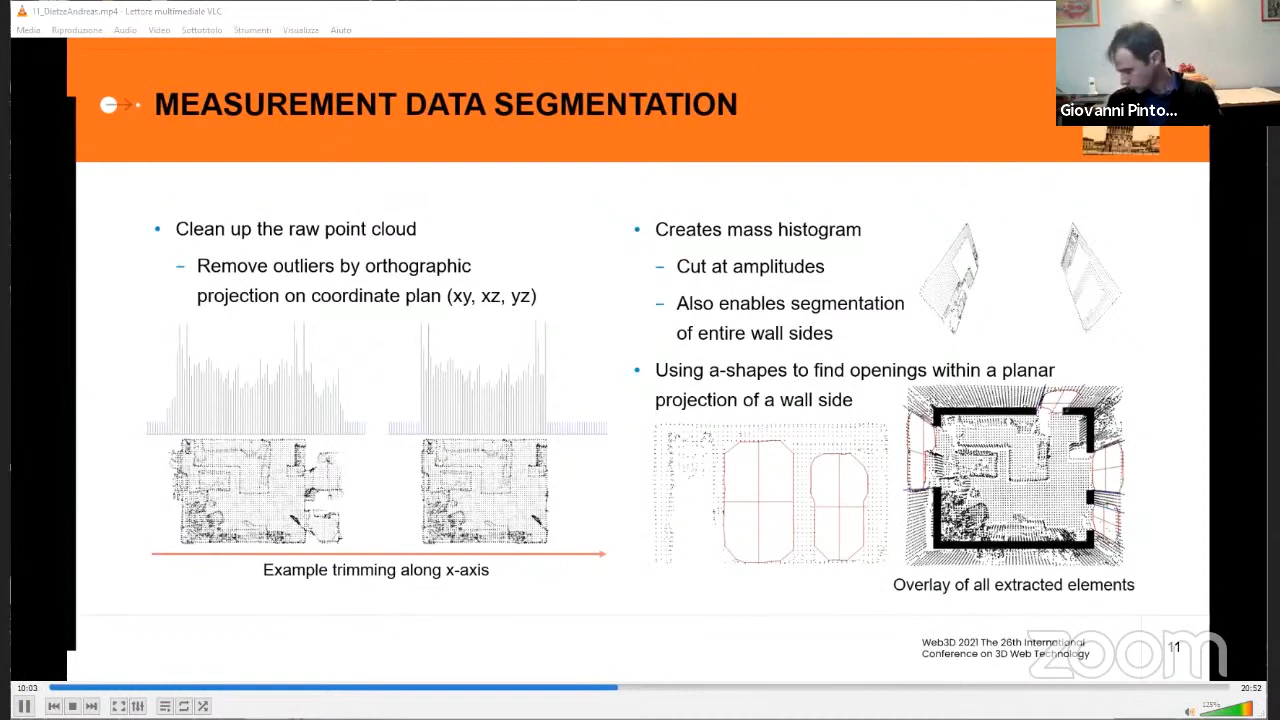 11_DietzeAndreas.mp4 - Lettore multimediale VLC
Media Riproduzione Audio Video Sottotitolo Strumenti Visualizza Aiuto
Giovanni Pinto...
MEASUREMENT DATA SEGMENTATION
• Clean up the raw point cloud
– Remove outliers by orthographic
projection on coordinate plan (xy, xz, yz)
Example trimming along x-axis
• Creates mass histogram
– Cut at amplitudes
– Also enables segmentation
of entire wall sides
• Using a-shapes to find openings within a planar
projection of a wall side
Overlay of all extracted elements
Web3D 2021 The 26th International
Conference on 3D Web Technology
11
zoom
10:03
20:52
125%